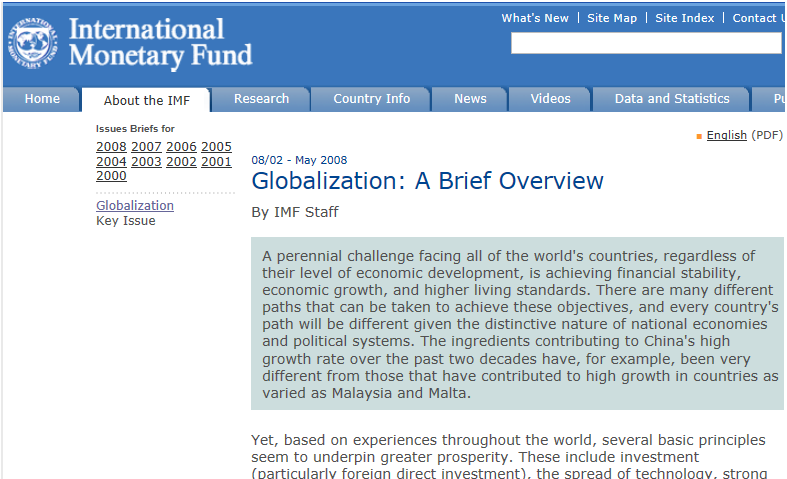 What's New | Site Map | Site Index | Contact U
INTERNATIONAL MONETARY FUND
International
Monetary Fund
Home About the IMF Research Country Info News Videos Data and Statistics Pu
Issues Briefs for
2008 2007 2006 2005
2004 2003 2002 2001
2000
Globalization
Key Issue
English (PDF)
08/02 - May 2008
Globalization: A Brief Overview
By IMF Staff
A perennial challenge facing all of the world's countries, regardless of
their level of economic development, is achieving financial stability,
economic growth, and higher living standards. There are many different
paths that can be taken to achieve these objectives, and every country's
path will be different given the distinctive nature of national economies
and political systems. The ingredients contributing to China's high
growth rate over the past two decades have, for example, been very
different from those that have contributed to high growth in countries as
varied as Malaysia and Malta.
Yet, based on experiences throughout the world, several basic principles
seem to underpin greater prosperity. These include investment
(particularly foreign direct investment), the spread of technology, strong